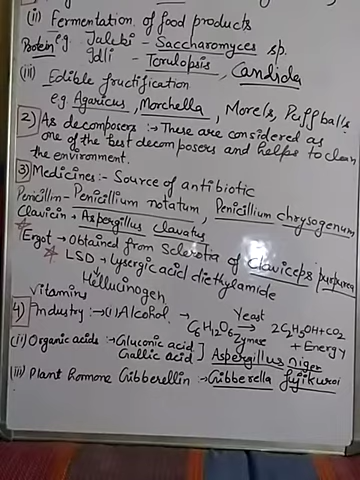 (ii) Fermentation of food products
Protein e.g. Jalebi - Saccharomyces sp.
Idli - Torulopsis, Candida
(iii) Edible fructification
e.g. Agaricus, Morchella, Morels, Puff balls
2) As decomposers :→ These are considered as
one of the best decomposers and helps to clean
the environment.
3) Medicines:- Source of antibiotic
Penicillin- Penicillium notatum, Penicillium chrysogenum
Clavicin → Aspergillus clavatus
Ergot → Obtained from Sclerotia of Claviceps purpurea
LSD → lysergic acid diethylamide
Hellucinogen
Vitamins
4) Industry :→ (i) Alcohol → C6H12O6 Yeast → Zymase 2C2H5OH + CO2
+ Energy
(ii) Organic acids :→ Gluconic acid
Gallic acid ] Aspergillus niger
(iii) Plant Hormone Gibberellin :→ Gibberella fujikuroi